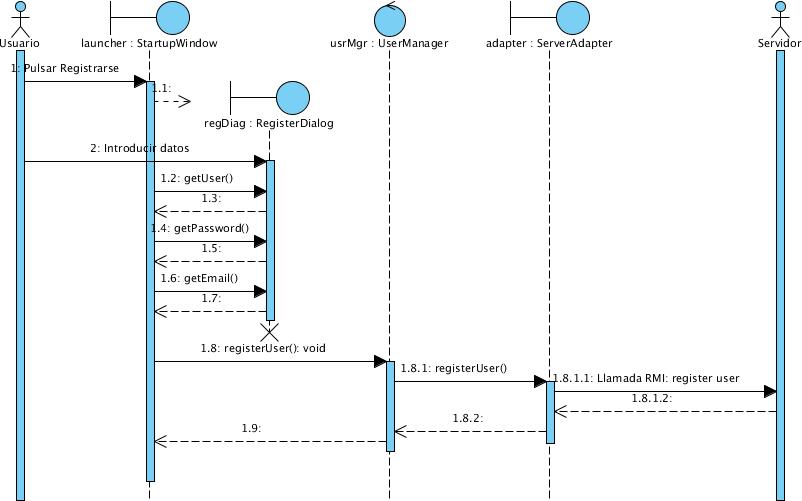 Usuario
launcher : StartupWindow
usrMgr : UserManager
adapter : ServerAdapter
Servidor
1: Pulsar Registrarse
1.1:
regDiag : RegisterDialog
2: Introducir datos
1.2: getUser()
1.3:
1.4: getPassword()
1.5:
1.6: getEmail()
1.7:
1.8: registerUser(): void
1.8.1: registerUser()
1.8.1.1: Llamada RMI: register user
1.8.1.2:
1.8.2:
1.9: